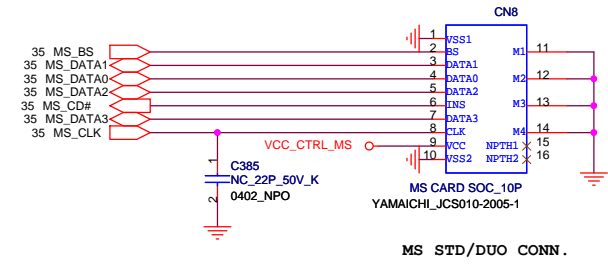 CN8
1 VSS1
35 MS_BS 2 BS M1 11
35 MS_DATA1 3 DATA1
35 MS_DATA0 4 DATA0 M2 12
35 MS_DATA2 5 DATA2
35 MS_CD# 6 INS M3 13
35 MS_DATA3 7 DATA3
35 MS_CLK 8 CLK M4 14
VCC_CTRL_MS 9 VCC NPTH1 15
10 VSS2 NPTH2 16
1
C385
NC_22P_50V_K
0402_NPO
2
MS CARD SOC_10P
YAMAICHI_JCS010-2005-1
MS STD/DUO CONN.